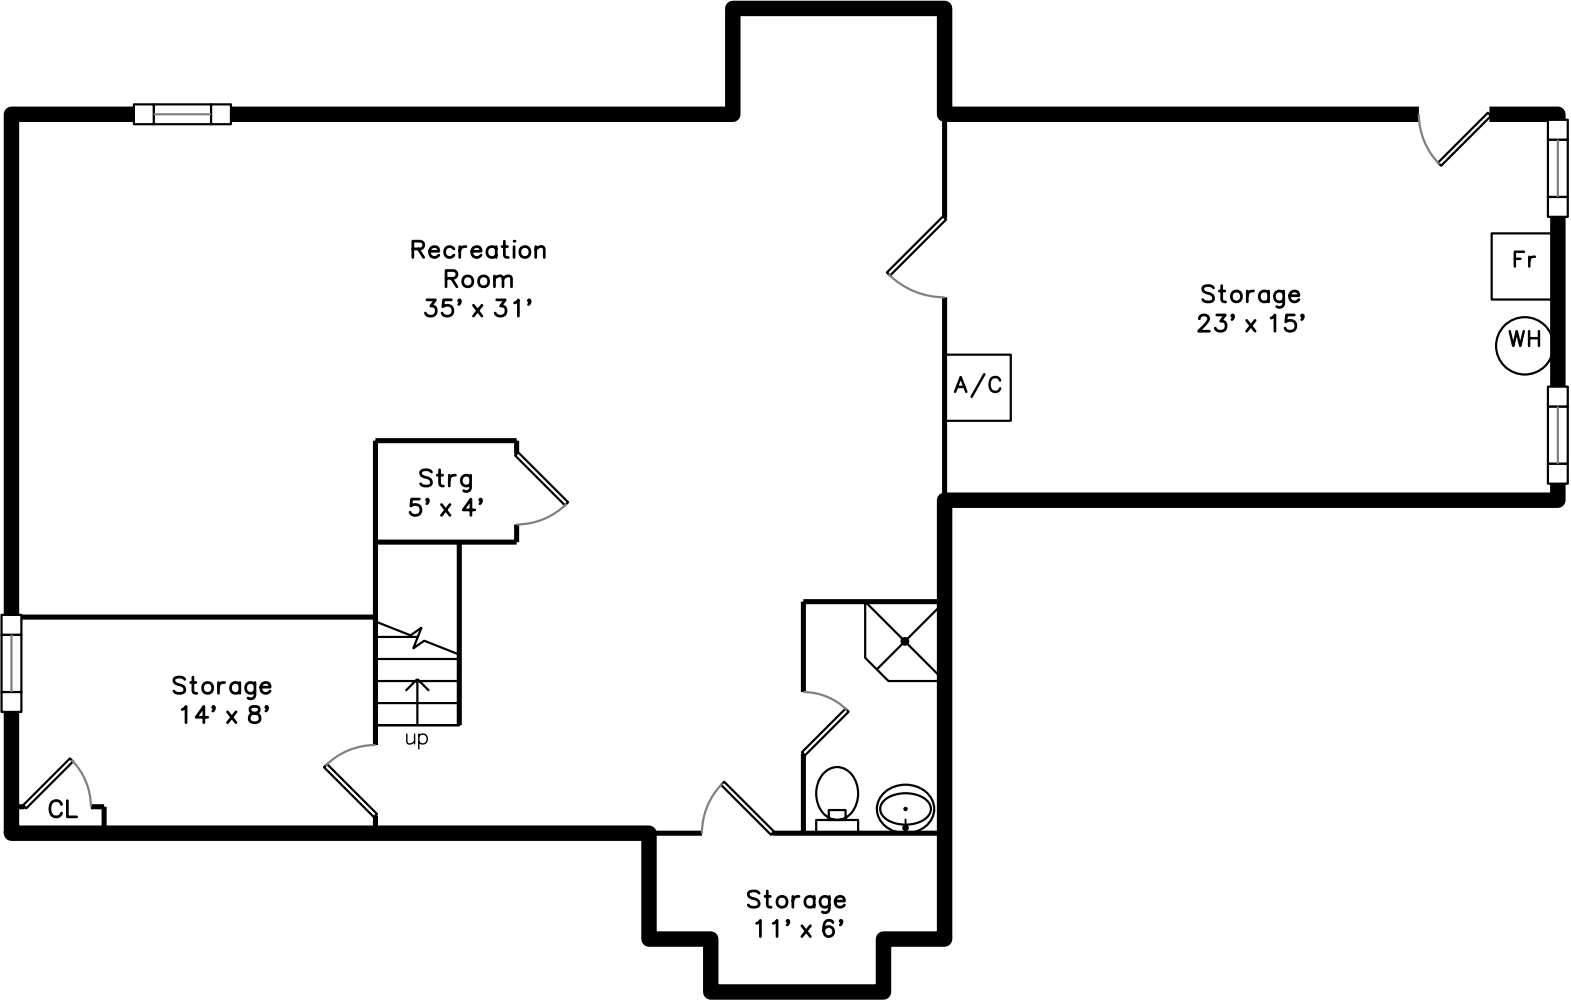 Recreation
Room
35' x 31'
Storage
23' x 15'
Fr
WH
A/C
Strg
5' x 4'
Storage
14' x 8'
up
CL
Storage
11' x 6'